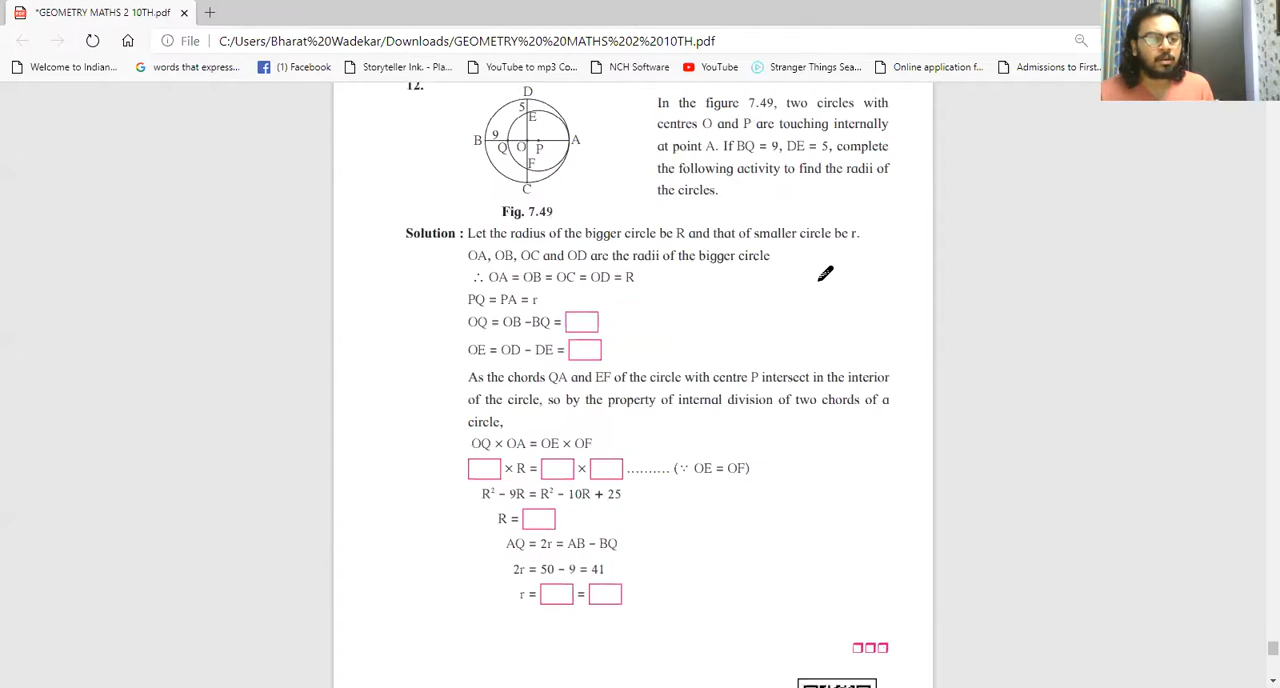 *GEOMETRY MATHS 2 10TH.pdf
File C:/Users/Bharat%20Wadekar/Downloads/GEOMETRY%20%20MATHS%202%2010TH.pdf
Welcome to Indian... words that express... (1) Facebook Storyteller Ink. - Pla... YouTube to mp3 Co... NCH Software YouTube Stranger Things Sea... Online application f... Admissions to First...
12.
D
5
E
B 9 Q O P A
F
C
Fig. 7.49
In the figure 7.49, two circles with
centres O and P are touching internally
at point A. If BQ = 9, DE = 5, complete
the following activity to find the radii of
the circles.
Solution : Let the radius of the bigger circle be R and that of smaller circle be r.
OA, OB, OC and OD are the radii of the bigger circle
∴ OA = OB = OC = OD = R
PQ = PA = r
OQ = OB −BQ =
OE = OD − DE =
As the chords QA and EF of the circle with centre P intersect in the interior
of the circle, so by the property of internal division of two chords of a
circle,
OQ × OA = OE × OF
× R = × .......... (∵ OE = OF)
R² − 9R = R² − 10R + 25
R =
AQ = 2r = AB − BQ
2r = 50 − 9 = 41
r = =